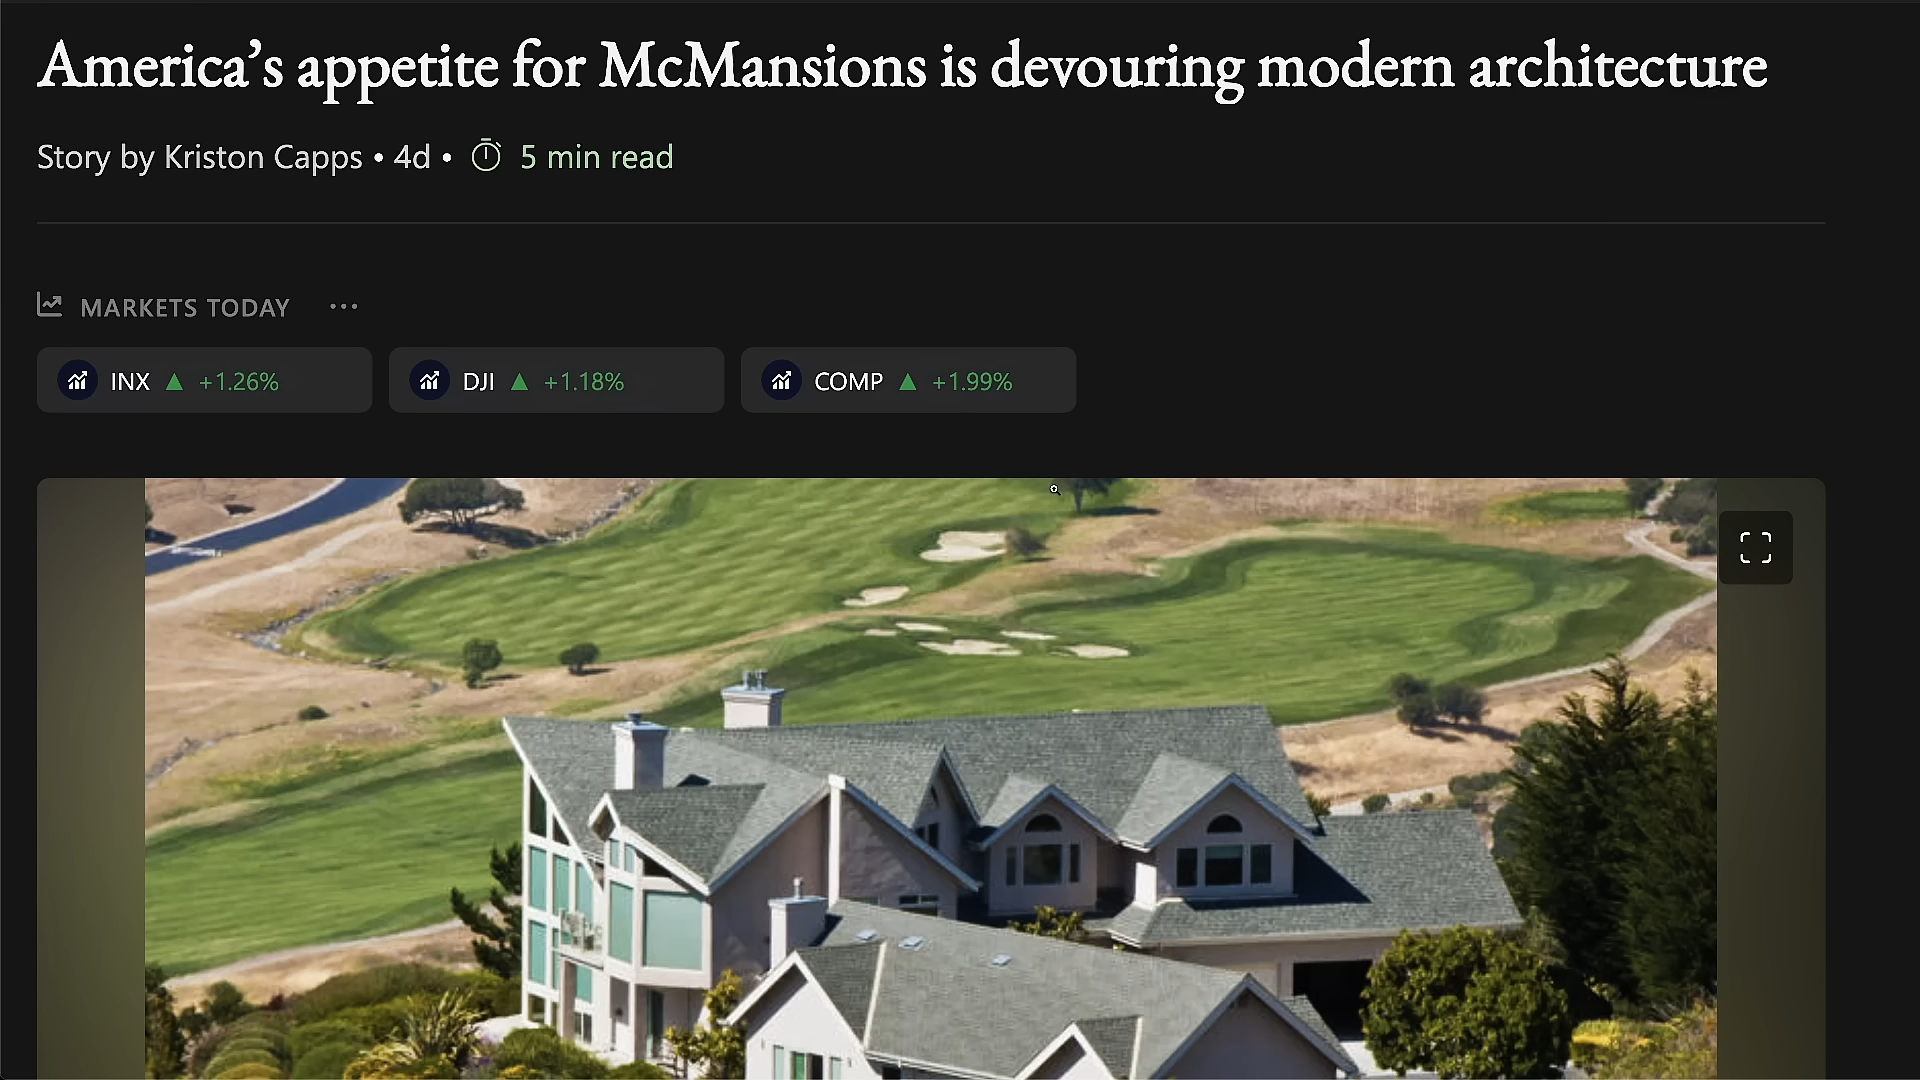 America’s appetite for McMansions is devouring modern architecture
Story by Kriston Capps • 4d • 5 min read
MARKETS TODAY ...
INX ▲ +1.26%
DJI ▲ +1.18%
COMP ▲ +1.99%